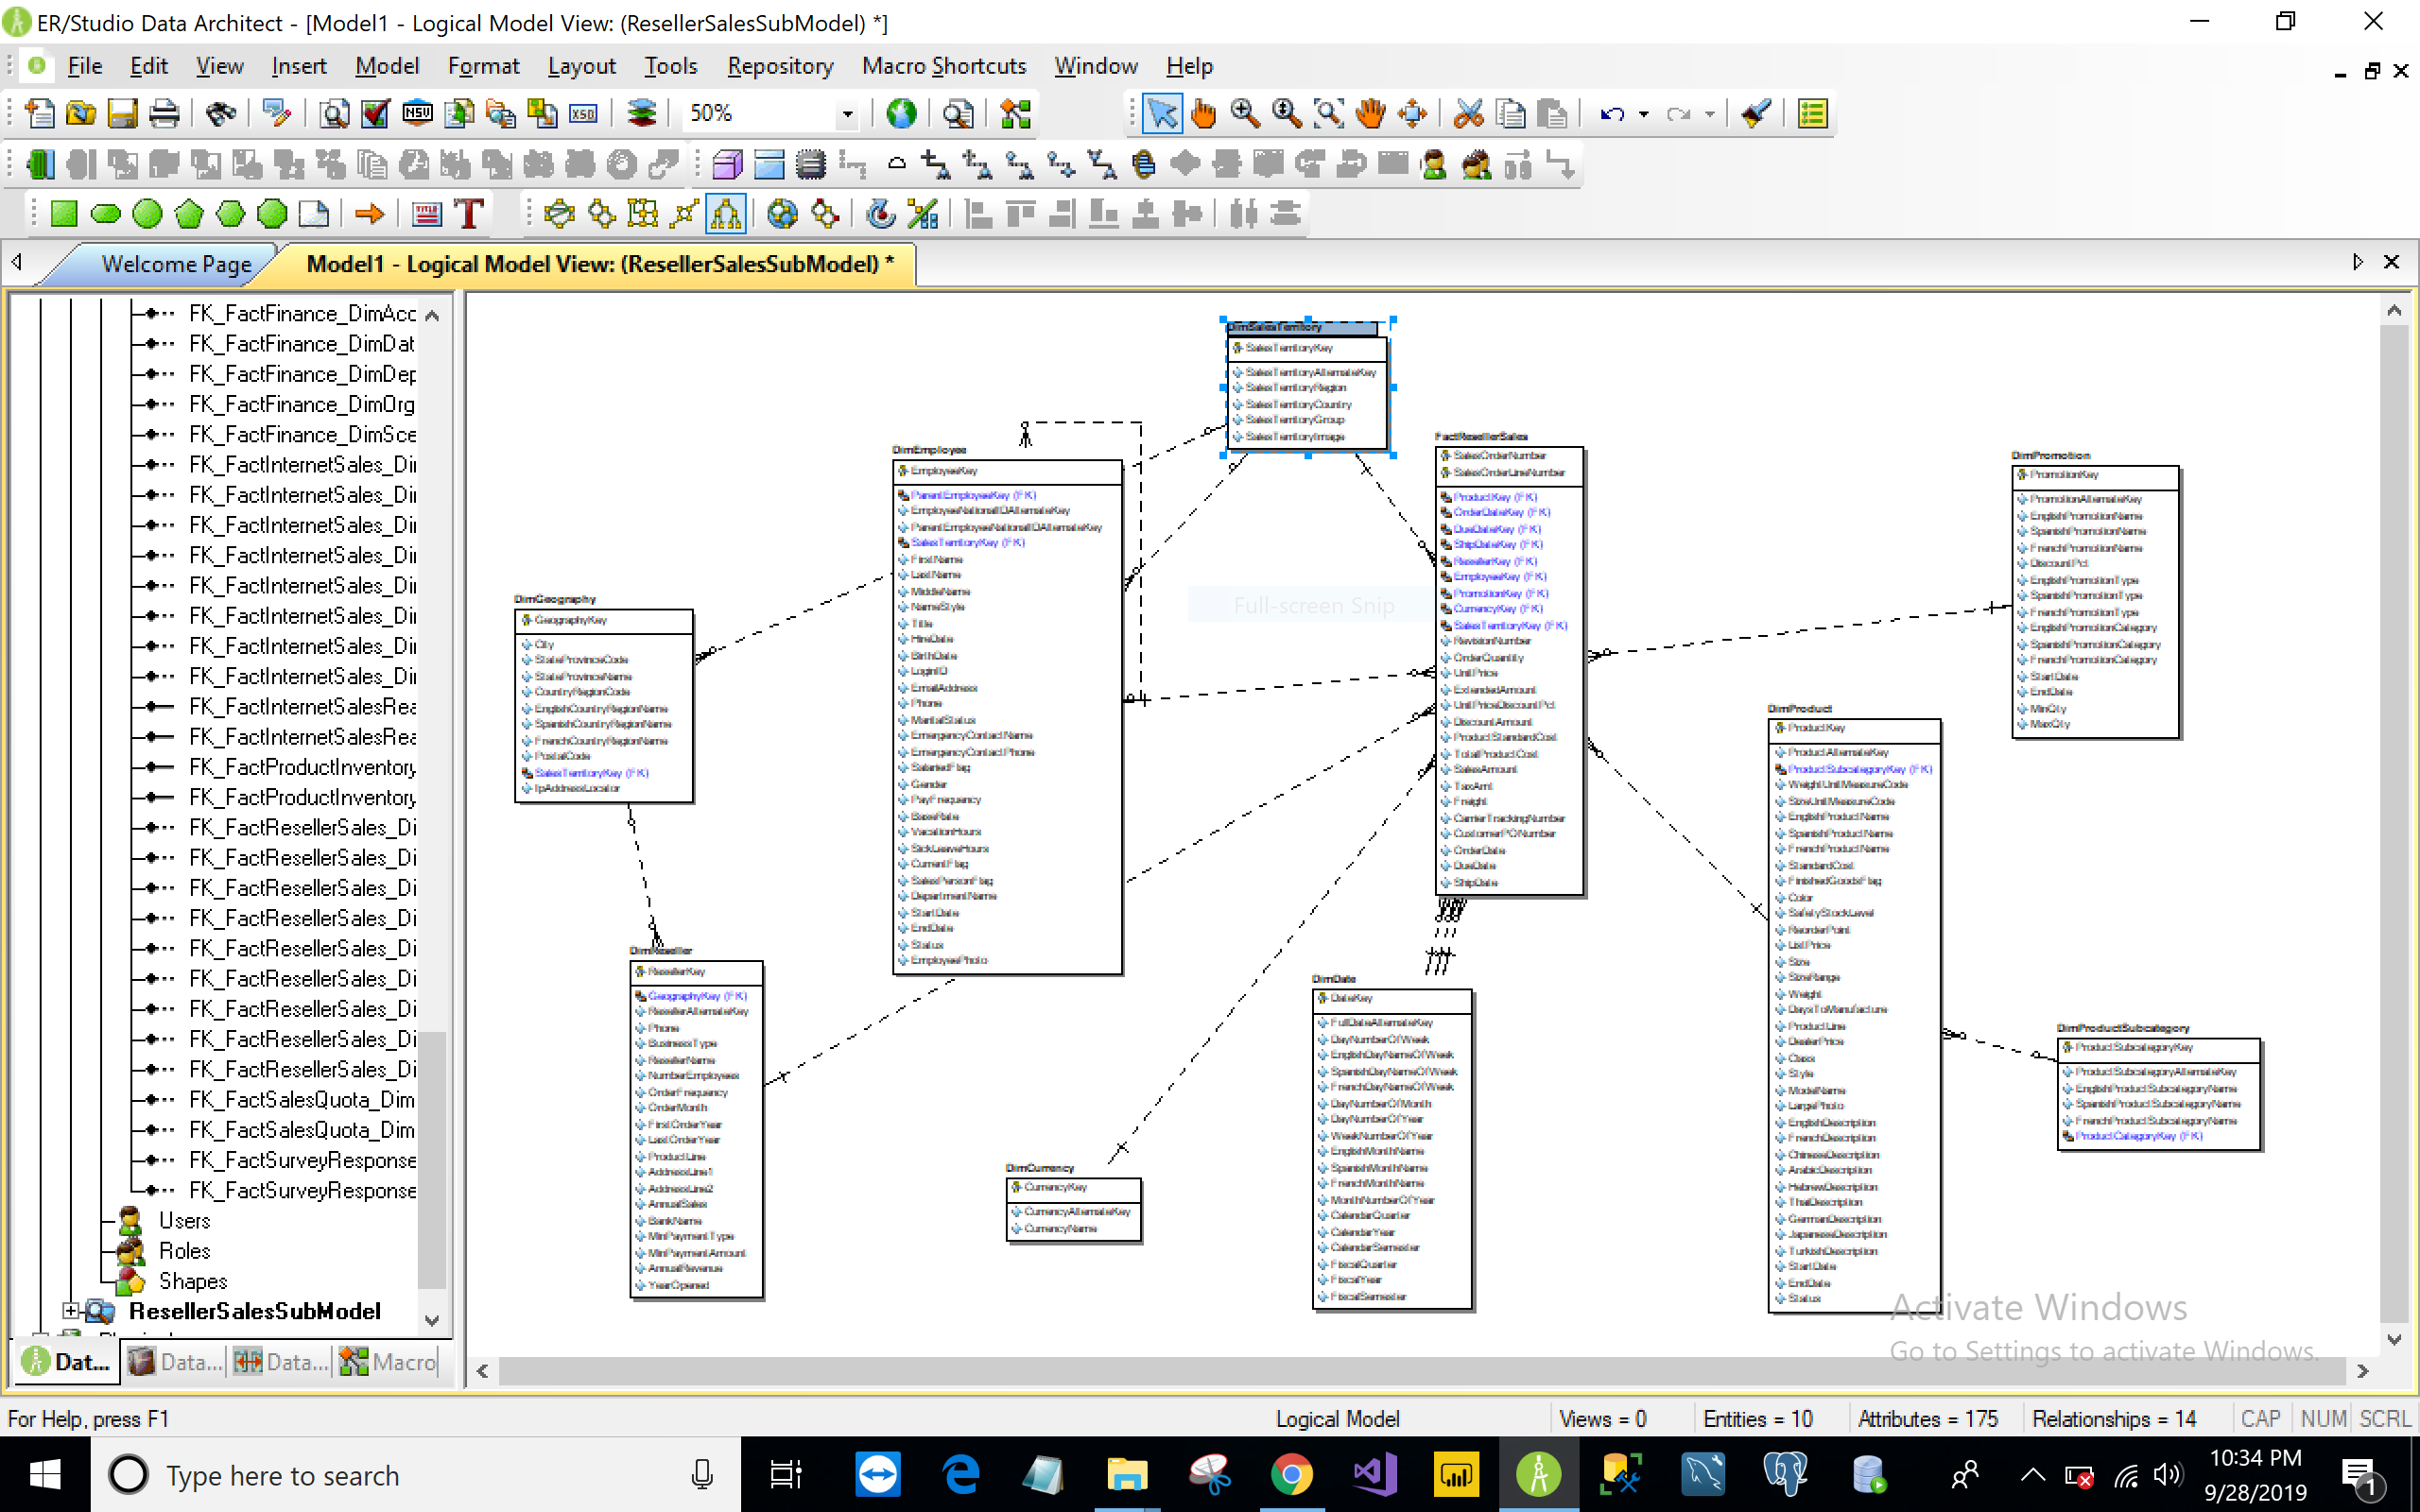 ER/Studio Data Architect - [Model1 - Logical Model View: (ResellerSalesSubModel) *]
File Edit View Insert Model Format Layout Tools Repository Macro Shortcuts Window Help
NSV XSD 50%
TITLE T
Welcome Page
Model1 - Logical Model View: (ResellerSalesSubModel) *
FK_FactFinance_DimAcc
FK_FactFinance_DimDat
FK_FactFinance_DimDep
FK_FactFinance_DimOrg
FK_FactFinance_DimSce
FK_FactInternetSales_Di
FK_FactInternetSales_Di
FK_FactInternetSales_Di
FK_FactInternetSales_Di
FK_FactInternetSales_Di
FK_FactInternetSales_Di
FK_FactInternetSales_Di
FK_FactInternetSales_Di
FK_FactInternetSalesRea
FK_FactInternetSalesRea
FK_FactProductInventory
FK_FactProductInventory
FK_FactResellerSales_Di
FK_FactResellerSales_Di
FK_FactResellerSales_Di
FK_FactResellerSales_Di
FK_FactResellerSales_Di
FK_FactResellerSales_Di
FK_FactResellerSales_Di
FK_FactResellerSales_Di
FK_FactResellerSales_Di
FK_FactSalesQuota_Dim
FK_FactSalesQuota_Dim
FK_FactSurveyResponse
FK_FactSurveyResponse
Users
Roles
Shapes
ResellerSalesSubModel
Dat... Data... Data... Macro
DimSalesTerritory
SalesTerritoryKey
SalesTerritoryAlternateKey
SalesTerritoryRegion
SalesTerritoryCountry
SalesTerritoryGroup
SalesTerritoryImage
DimEmployee
EmployeeKey
ParentEmployeeKey (FK)
EmployeeNationalIDAlternateKey
ParentEmployeeNationalIDAlternateKey
SalesTerritoryKey (FK)
FirstName
LastName
MiddleName
NameStyle
Title
HireDate
BirthDate
LoginID
EmailAddress
Phone
MaritalStatus
EmergencyContactName
EmergencyContactPhone
SalariedFlag
Gender
PayFrequency
BaseRate
VacationHours
SickLeaveHours
CurrentFlag
SalesPersonFlag
DepartmentName
StartDate
EndDate
Status
EmployeePhoto
FactResellerSales
SalesOrderNumber
SalesOrderLineNumber
ProductKey (FK)
OrderDateKey (FK)
DueDateKey (FK)
ShipDateKey (FK)
ResellerKey (FK)
EmployeeKey (FK)
PromotionKey (FK)
CurrencyKey (FK)
SalesTerritoryKey (FK)
RevisionNumber
OrderQuantity
UnitPrice
ExtendedAmount
UnitPriceDiscountPct
DiscountAmount
ProductStandardCost
TotalProductCost
SalesAmount
TaxAmt
Freight
CarrierTrackingNumber
CustomerPONumber
OrderDate
DueDate
ShipDate
Full-screen Snip
DimPromotion
PromotionKey
PromotionAlternateKey
EnglishPromotionName
SpanishPromotionName
FrenchPromotionName
DiscountPct
EnglishPromotionType
SpanishPromotionType
FrenchPromotionType
EnglishPromotionCategory
SpanishPromotionCategory
FrenchPromotionCategory
StartDate
EndDate
MinQty
MaxQty
DimGeography
GeographyKey
City
StateProvinceCode
StateProvinceName
CountryRegionCode
EnglishCountryRegionName
SpanishCountryRegionName
FrenchCountryRegionName
PostalCode
SalesTerritoryKey (FK)
IpAddressLocator
DimReseller
ResellerKey
GeographyKey (FK)
ResellerAlternateKey
Phone
BusinessType
ResellerName
NumberEmployees
OrderFrequency
OrderMonth
FirstOrderYear
LastOrderYear
ProductLine
AddressLine1
AddressLine2
AnnualSales
BankName
MinPaymentType
MinPaymentAmount
AnnualRevenue
YearOpened
DimCurrency
CurrencyKey
CurrencyAlternateKey
CurrencyName
DimDate
DateKey
FullDateAlternateKey
DayNumberOfWeek
EnglishDayNameOfWeek
SpanishDayNameOfWeek
FrenchDayNameOfWeek
DayNumberOfMonth
DayNumberOfYear
WeekNumberOfYear
EnglishMonthName
SpanishMonthName
FrenchMonthName
MonthNumberOfYear
CalendarQuarter
CalendarYear
CalendarSemester
FiscalQuarter
FiscalYear
FiscalSemester
DimProduct
ProductKey
ProductAlternateKey
ProductSubcategoryKey (FK)
WeightUnitMeasureCode
SizeUnitMeasureCode
EnglishProductName
SpanishProductName
FrenchProductName
StandardCost
FinishedGoodsFlag
Color
SafetyStockLevel
ReorderPoint
ListPrice
Size
SizeRange
Weight
DaysToManufacture
ProductLine
DealerPrice
Class
Style
ModelName
LargePhoto
EnglishDescription
FrenchDescription
ChineseDescription
ArabicDescription
HebrewDescription
ThaiDescription
GermanDescription
JapaneseDescription
TurkishDescription
StartDate
EndDate
Status
DimProductSubcategory
ProductSubcategoryKey
ProductSubcategoryAlternateKey
EnglishProductSubcategoryName
SpanishProductSubcategoryName
FrenchProductSubcategoryName
ProductCategoryKey (FK)
Activate Windows
Go to Settings to activate Windows.
For Help, press F1 Logical Model Views = 0 Entities = 10 Attributes = 175 Relationships = 14 CAP NUM SCRL
Type here to search
10:34 PM
9/28/2019
1